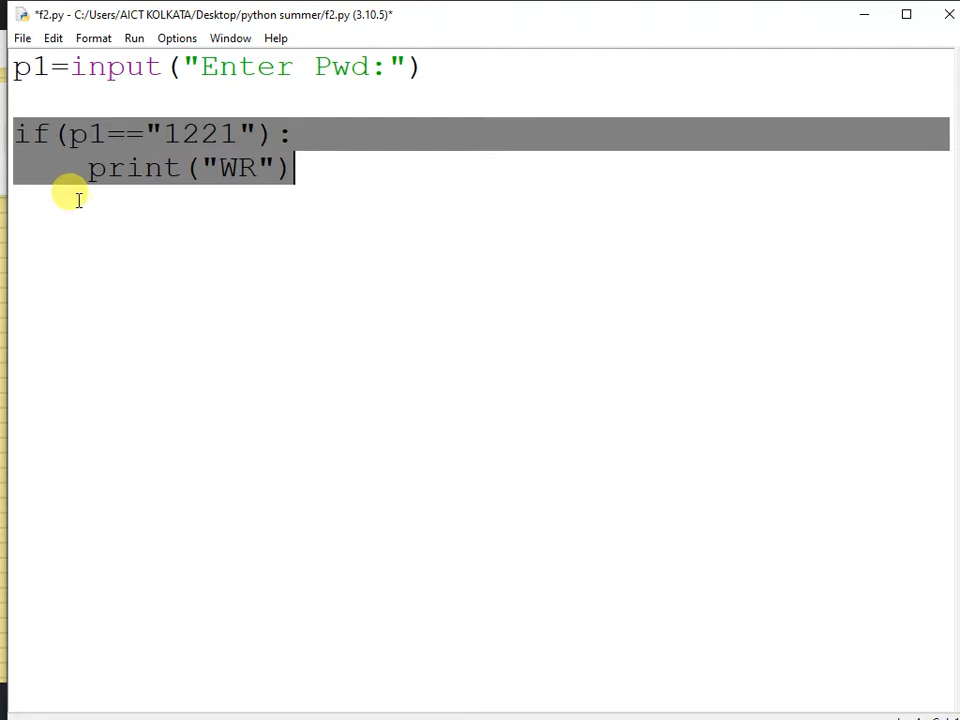 *f2.py - C:/Users/AICT KOLKATA/Desktop/python summer/f2.py (3.10.5)*
File Edit Format Run Options Window Help
p1=input("Enter Pwd:")
if(p1=="1221"):
    print("WR")